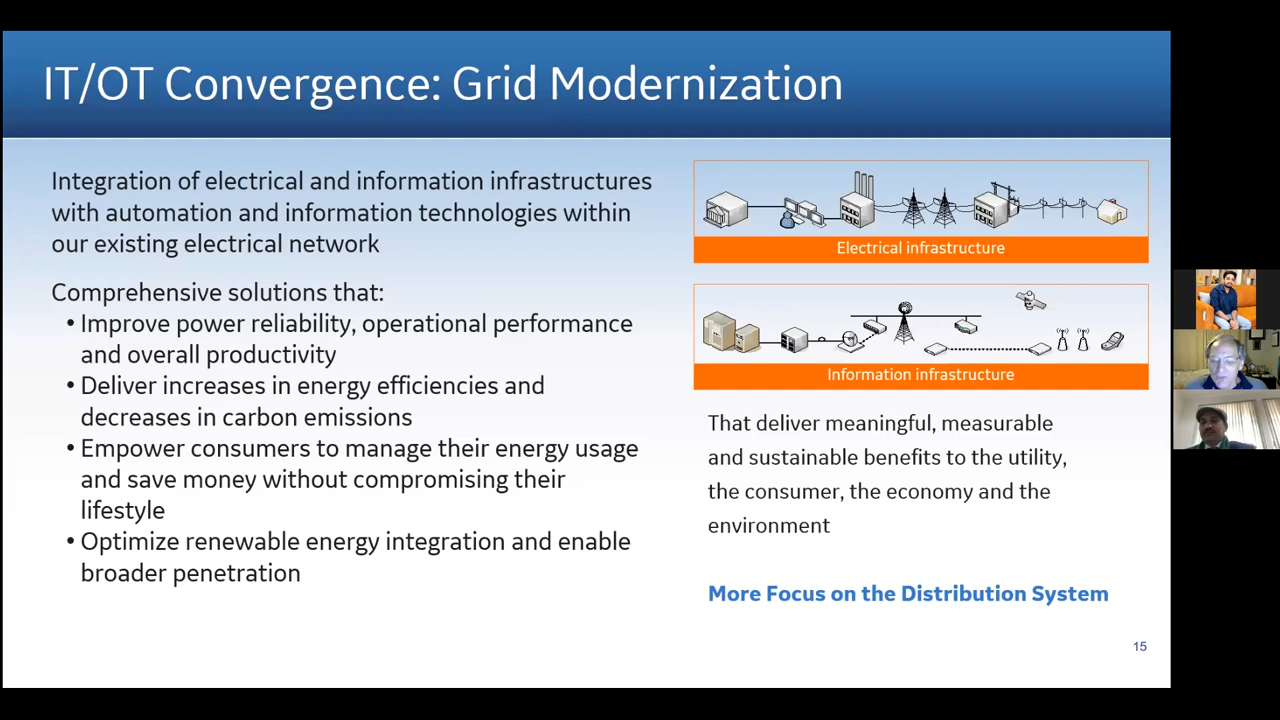 IT/OT Convergence: Grid Modernization
Integration of electrical and information infrastructures
with automation and information technologies within
our existing electrical network
Comprehensive solutions that:
• Improve power reliability, operational performance
and overall productivity
• Deliver increases in energy efficiencies and
decreases in carbon emissions
• Empower consumers to manage their energy usage
and save money without compromising their
lifestyle
• Optimize renewable energy integration and enable
broader penetration
Electrical infrastructure
Information infrastructure
That deliver meaningful, measurable
and sustainable benefits to the utility,
the consumer, the economy and the
environment
More Focus on the Distribution System
15